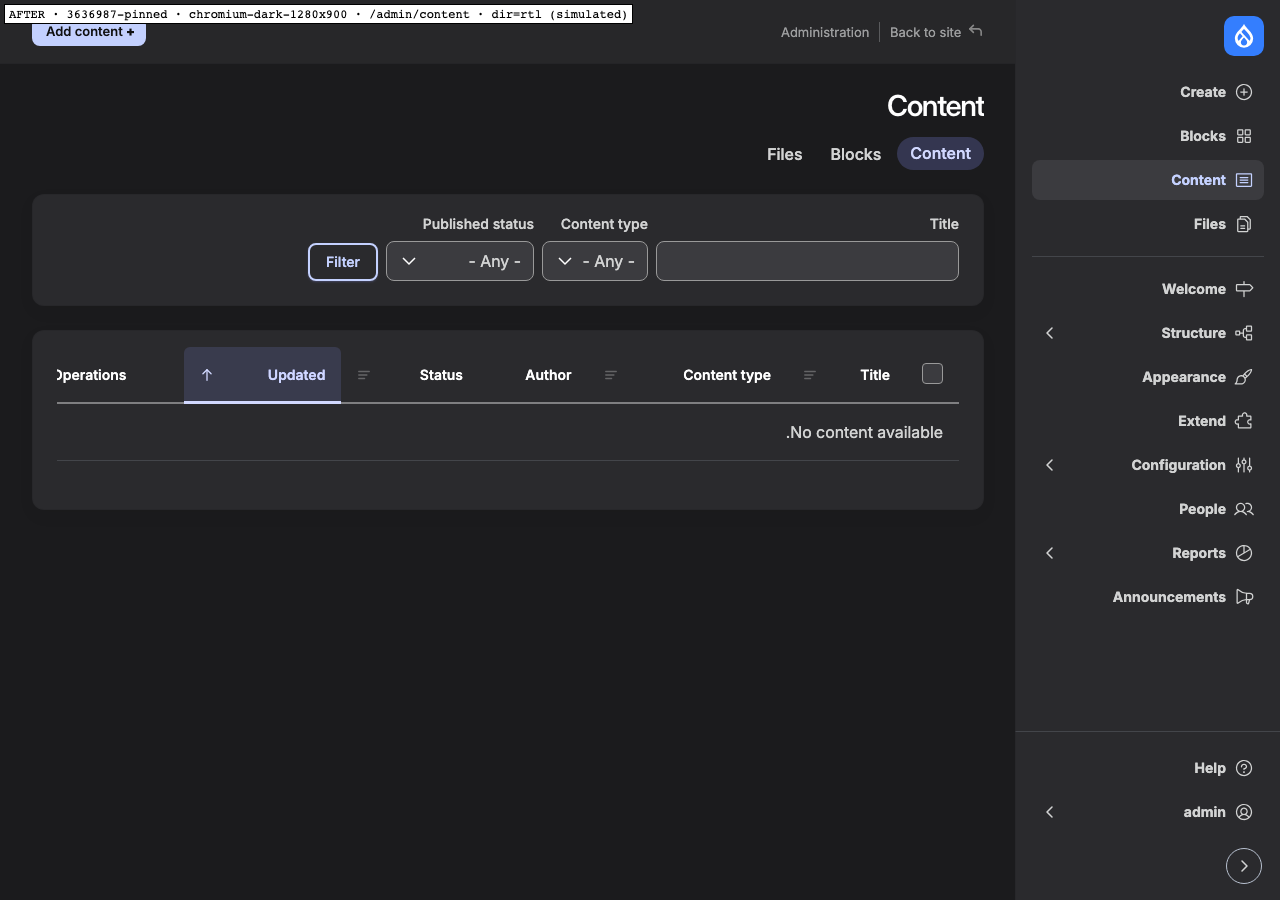 AFTER · 3636987-pinned · chromium-dark-1280x900 · /admin/content · dir=rtl (simulated)
Add content +
Administration
Back to site
Content
Content
Blocks
Files
Title
Content type
Published status
- Any -
- Any -
Filter
Title
Content type
Author
Status
Updated
Operations
.No content available
Create
Blocks
Content
Files
Welcome
Structure
Appearance
Extend
Configuration
People
Reports
Announcements
Help
admin